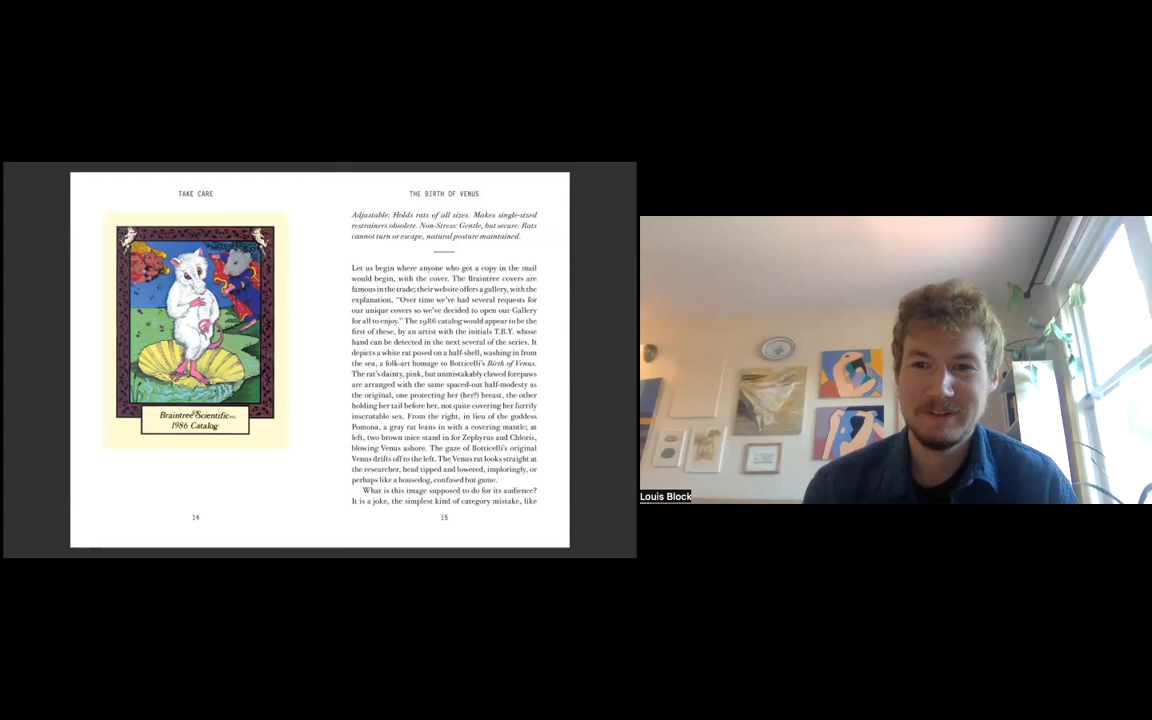 TAKE CARE
Braintree Scientific INC.
1986 Catalog
14
THE BIRTH OF VENUS
Adjustable: Holds rats of all sizes. Makes single-sized
restrainers obsolete. Non-Stress: Gentle, but secure. Rats
cannot turn or escape, natural posture maintained.
Let us begin where anyone who got a copy in the mail
would begin, with the cover. The Braintree covers are
famous in the trade; their website offers a gallery, with the
explanation, “Over time we’ve had several requests for
our unique covers so we’ve decided to open our Gallery
for all to enjoy.” The 1986 catalog would appear to be the
first of these, by an artist with the initials T.R.Y. whose
hand can be detected in the next several of the series. It
depicts a white rat posed on a half-shell, washing in from
the sea, a folk-art homage to Botticelli’s Birth of Venus.
The rat’s dainty, pink, but unmistakably clawed forepaws
are arranged with the same spaced-out half-modesty as
the original, one protecting her (her?) breast, the other
holding her tail before her, not quite covering her furrily
inscrutable sex. From the right, in lieu of the goddess
Pomona, a gray rat leans in with a covering mantle; at
left, two brown mice stand in for Zephyrus and Chloris,
blowing Venus ashore. The gaze of Botticelli’s original
Venus drifts off to the left. The Venus rat looks straight at
the researcher, head tipped and lowered, imploringly, or
perhaps like a housedog, confused but game.
What is this image supposed to do for its audience?
It is a joke, the simplest kind of category mistake, like
15
Louis Block